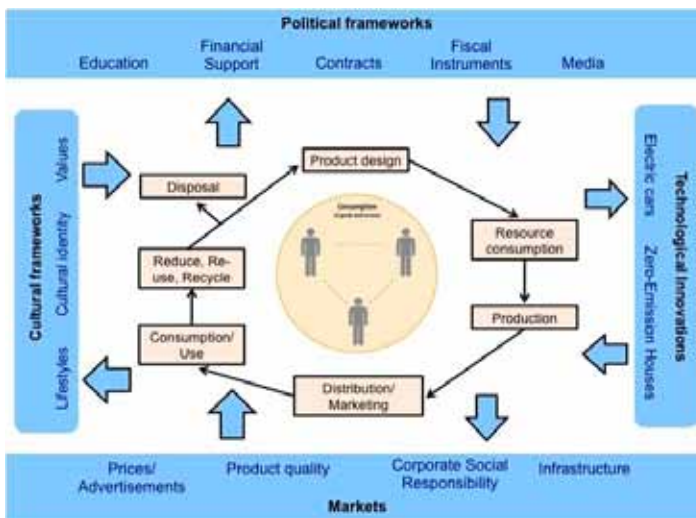 Political frameworks
Education
Financial
Support
Contracts
Fiscal
Instruments
Media
Cultural frameworks
Values
Cultural identity
Lifestyles
Technological Innovations
Electric cars
Zero-Emission Houses
Product design
Disposal
Resource
consumption
Reduce, Re-
use, Recycle
Production
Consumption/
Use
Distribution/
Marketing
Consumption
Prices/
Advertisements
Product quality
Corporate Social
Responsibility
Infrastructure
Markets